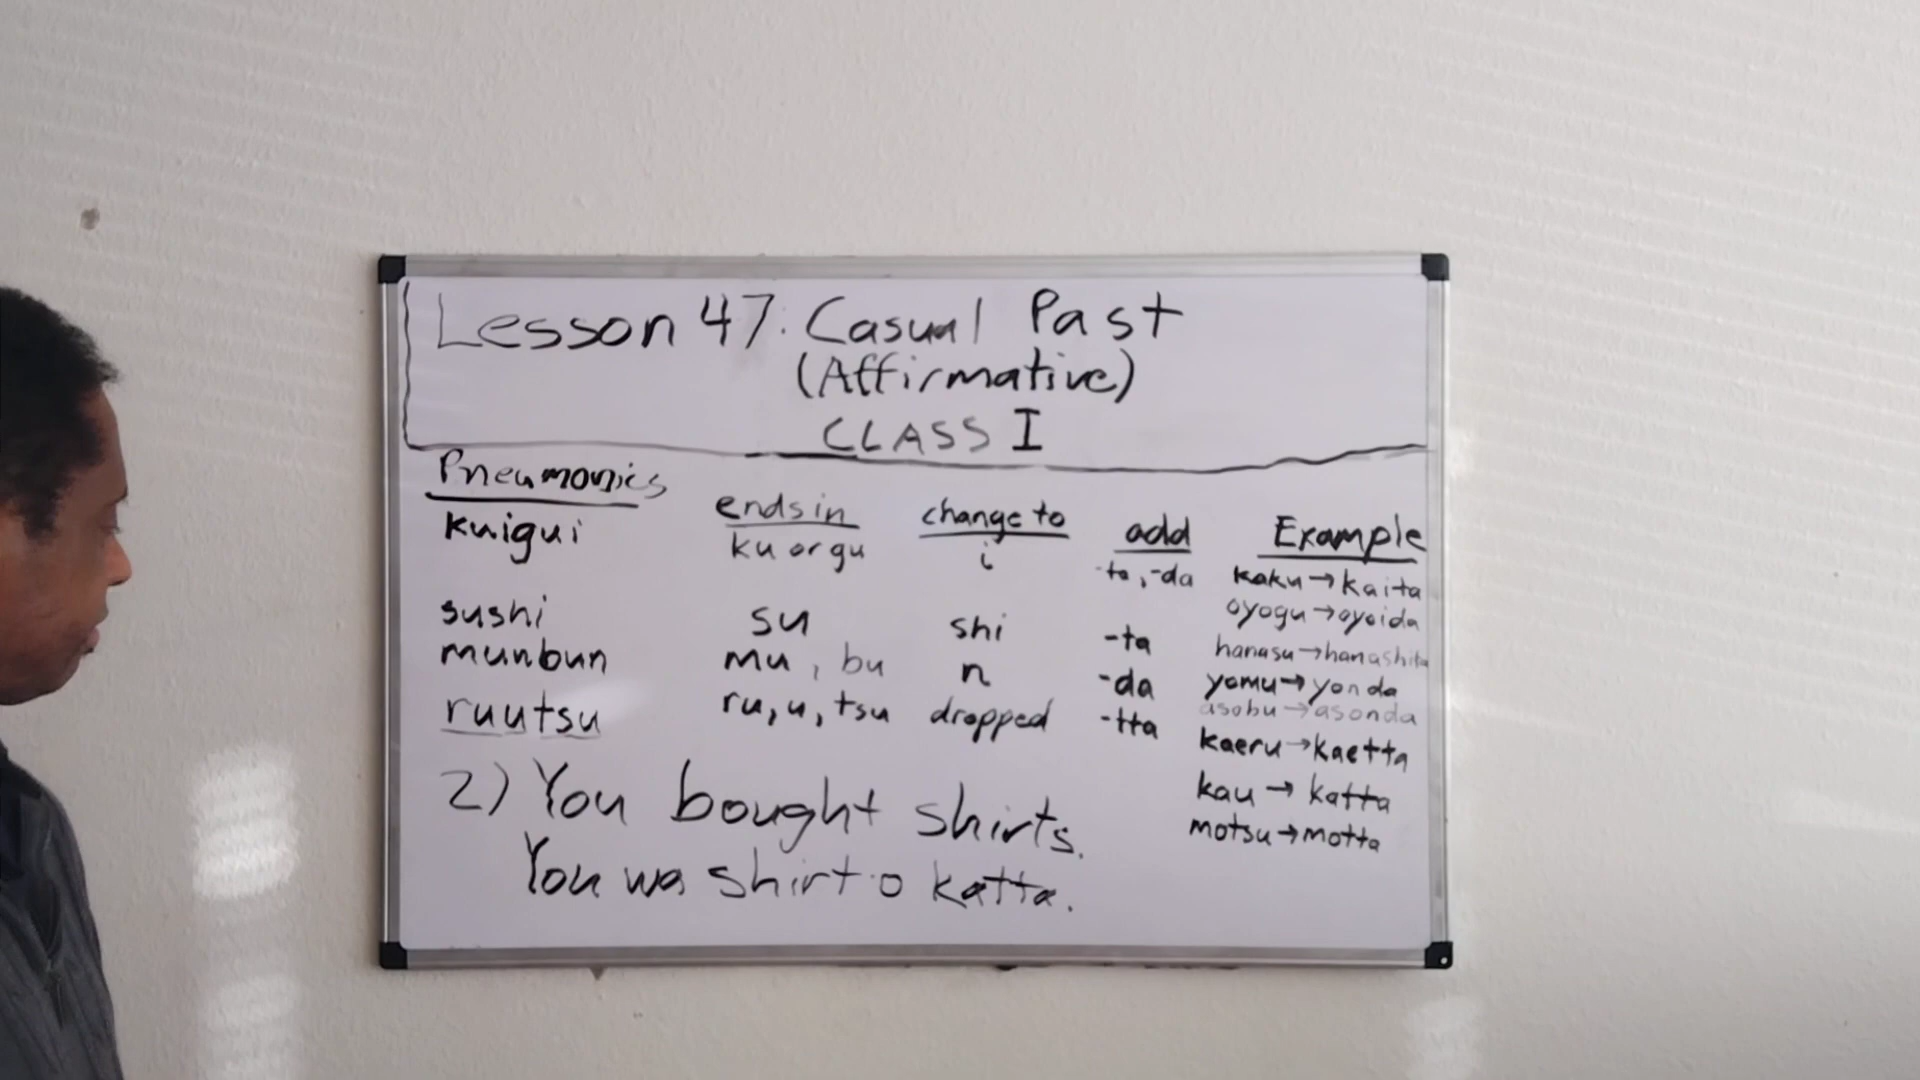 Lesson 47: Casual Past
(Affirmative)
CLASS I
Pneumonics ends in change to add Example
kuigui ku or gu i -ta, -da kaku→kaita
oyogu→oyoida
sushi su shi -ta hanasu→hanashita
munbun mu, bu n -da yomu→yonda
asobu→asonda
ruutsu ru, u, tsu dropped -tta kaeru→kaetta
kau→katta
motsu→motta
2) You bought shirts.
You wa shirt o katta.